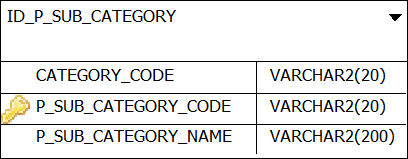 ID_P_SUB_CATEGORY
CATEGORY_CODE VARCHAR2(20)
P_SUB_CATEGORY_CODE VARCHAR2(20)
P_SUB_CATEGORY_NAME VARCHAR2(200)